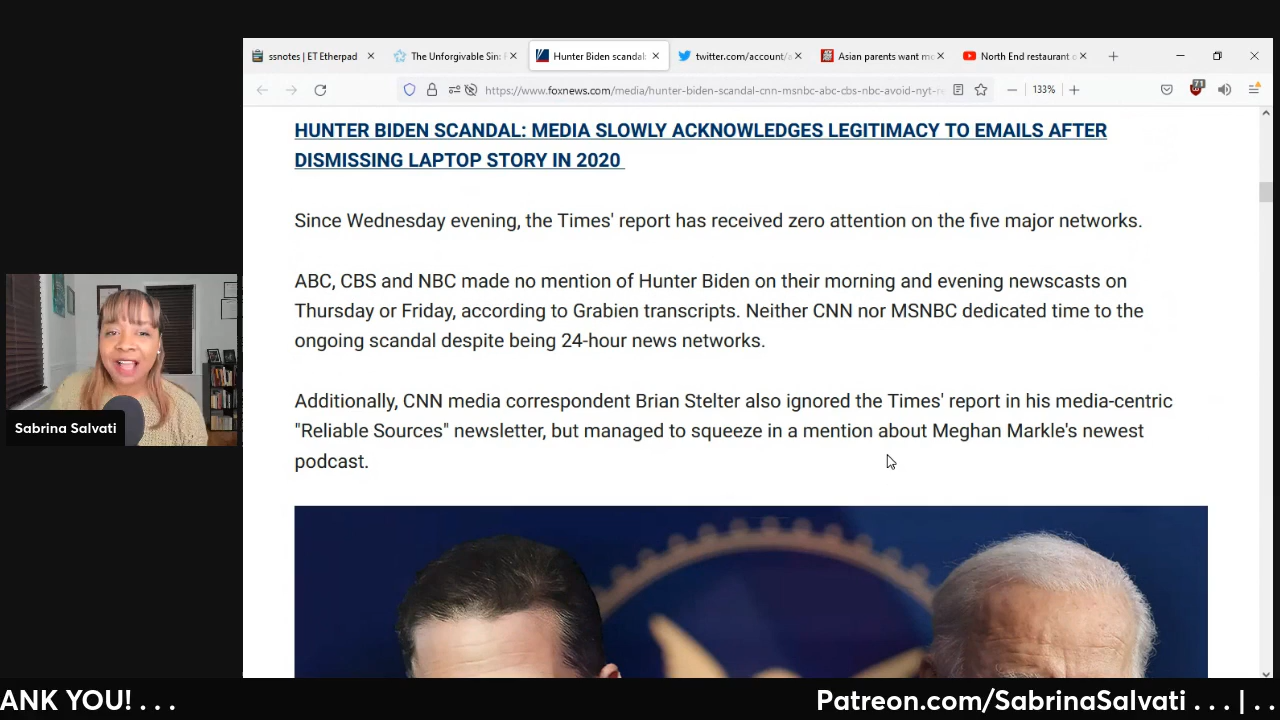 ssnotes | ET Etherpad
The Unforgivable Sin:
Hunter Biden scandal:
twitter.com/account/
Asian parents want mo
North End restaurant o
71
https://www.foxnews.com/media/hunter-biden-scandal-cnn-msnbc-abc-cbs-nbc-avoid-nyt-
133%
HUNTER BIDEN SCANDAL: MEDIA SLOWLY ACKNOWLEDGES LEGITIMACY TO EMAILS AFTER
DISMISSING LAPTOP STORY IN 2020
Since Wednesday evening, the Times' report has received zero attention on the five major networks.
ABC, CBS and NBC made no mention of Hunter Biden on their morning and evening newscasts on
Thursday or Friday, according to Grabien transcripts. Neither CNN nor MSNBC dedicated time to the
ongoing scandal despite being 24-hour news networks.
Additionally, CNN media correspondent Brian Stelter also ignored the Times' report in his media-centric
"Reliable Sources" newsletter, but managed to squeeze in a mention about Meghan Markle's newest
podcast.
Sabrina Salvati
ANK YOU! . . .
Patreon.com/SabrinaSalvati . . . | . .